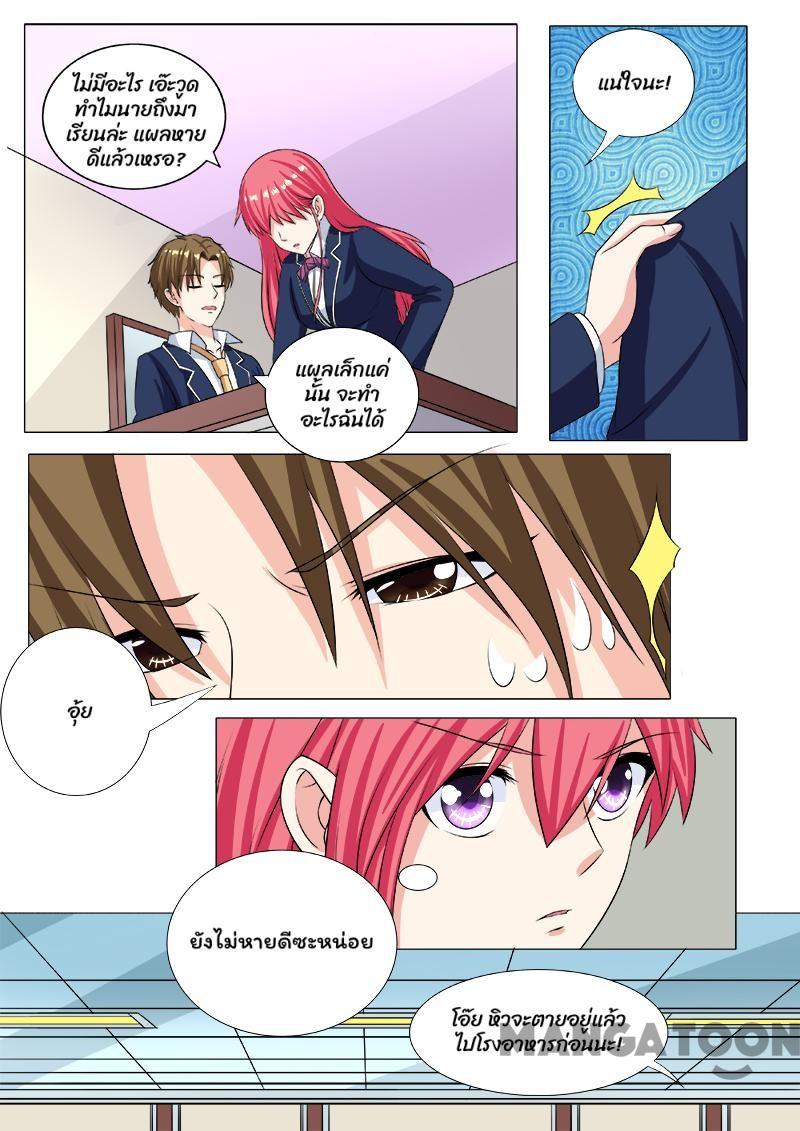 ไม่มีอะไร เอ๊ะวูด
ทำไมนายถึงมา
เรียนล่ะ แผลหาย
ดีแล้วเหรอ?
แน่ใจนะ!
แผลเล็กแค่
นั้น จะทำ
อะไรฉันได้
อุ้ย
ยังไม่หายดีซะหน่อย
โอ๊ย หิวจะตายอยู่แล้ว
ไปโรงอาหารก่อนนะ!
MANGATOON